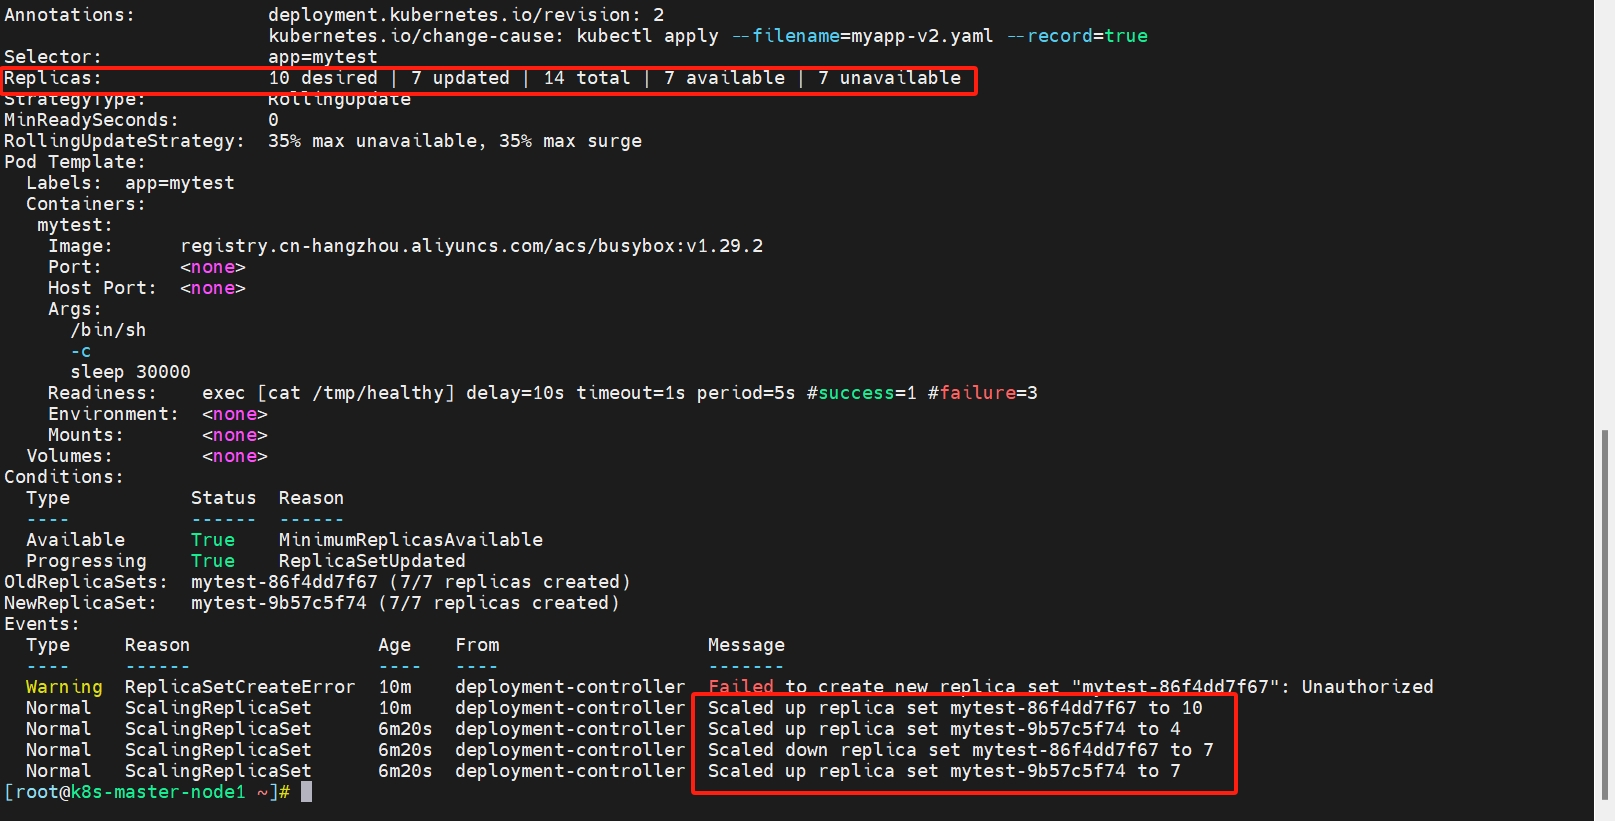 Annotations:            deployment.kubernetes.io/revision: 2
                        kubernetes.io/change-cause: kubectl apply --filename=myapp-v2.yaml --record=true
Selector:               app=mytest
Replicas:               10 desired | 7 updated | 14 total | 7 available | 7 unavailable
StrategyType:           RollingUpdate
MinReadySeconds:        0
RollingUpdateStrategy:  35% max unavailable, 35% max surge
Pod Template:
  Labels:  app=mytest
  Containers:
   mytest:
    Image:      registry.cn-hangzhou.aliyuncs.com/acs/busybox:v1.29.2
    Port:       <none>
    Host Port:  <none>
    Args:
      /bin/sh
      -c
      sleep 30000
    Readiness:    exec [cat /tmp/healthy] delay=10s timeout=1s period=5s #success=1 #failure=3
    Environment:  <none>
    Mounts:       <none>
  Volumes:        <none>
Conditions:
  Type           Status  Reason
  ----           ------  ------
  Available      True    MinimumReplicasAvailable
  Progressing    True    ReplicaSetUpdated
OldReplicaSets:  mytest-86f4dd7f67 (7/7 replicas created)
NewReplicaSet:   mytest-9b57c5f74 (7/7 replicas created)
Events:
  Type     Reason                 Age    From                   Message
  ----     ------                 ----   ----                   -------
  Warning  ReplicaSetCreateError  10m    deployment-controller  Failed to create new replica set "mytest-86f4dd7f67": Unauthorized
  Normal   ScalingReplicaSet      10m    deployment-controller  Scaled up replica set mytest-86f4dd7f67 to 10
  Normal   ScalingReplicaSet      6m20s  deployment-controller  Scaled up replica set mytest-9b57c5f74 to 4
  Normal   ScalingReplicaSet      6m20s  deployment-controller  Scaled down replica set mytest-86f4dd7f67 to 7
  Normal   ScalingReplicaSet      6m20s  deployment-controller  Scaled up replica set mytest-9b57c5f74 to 7
[root@k8s-master-node1 ~]#